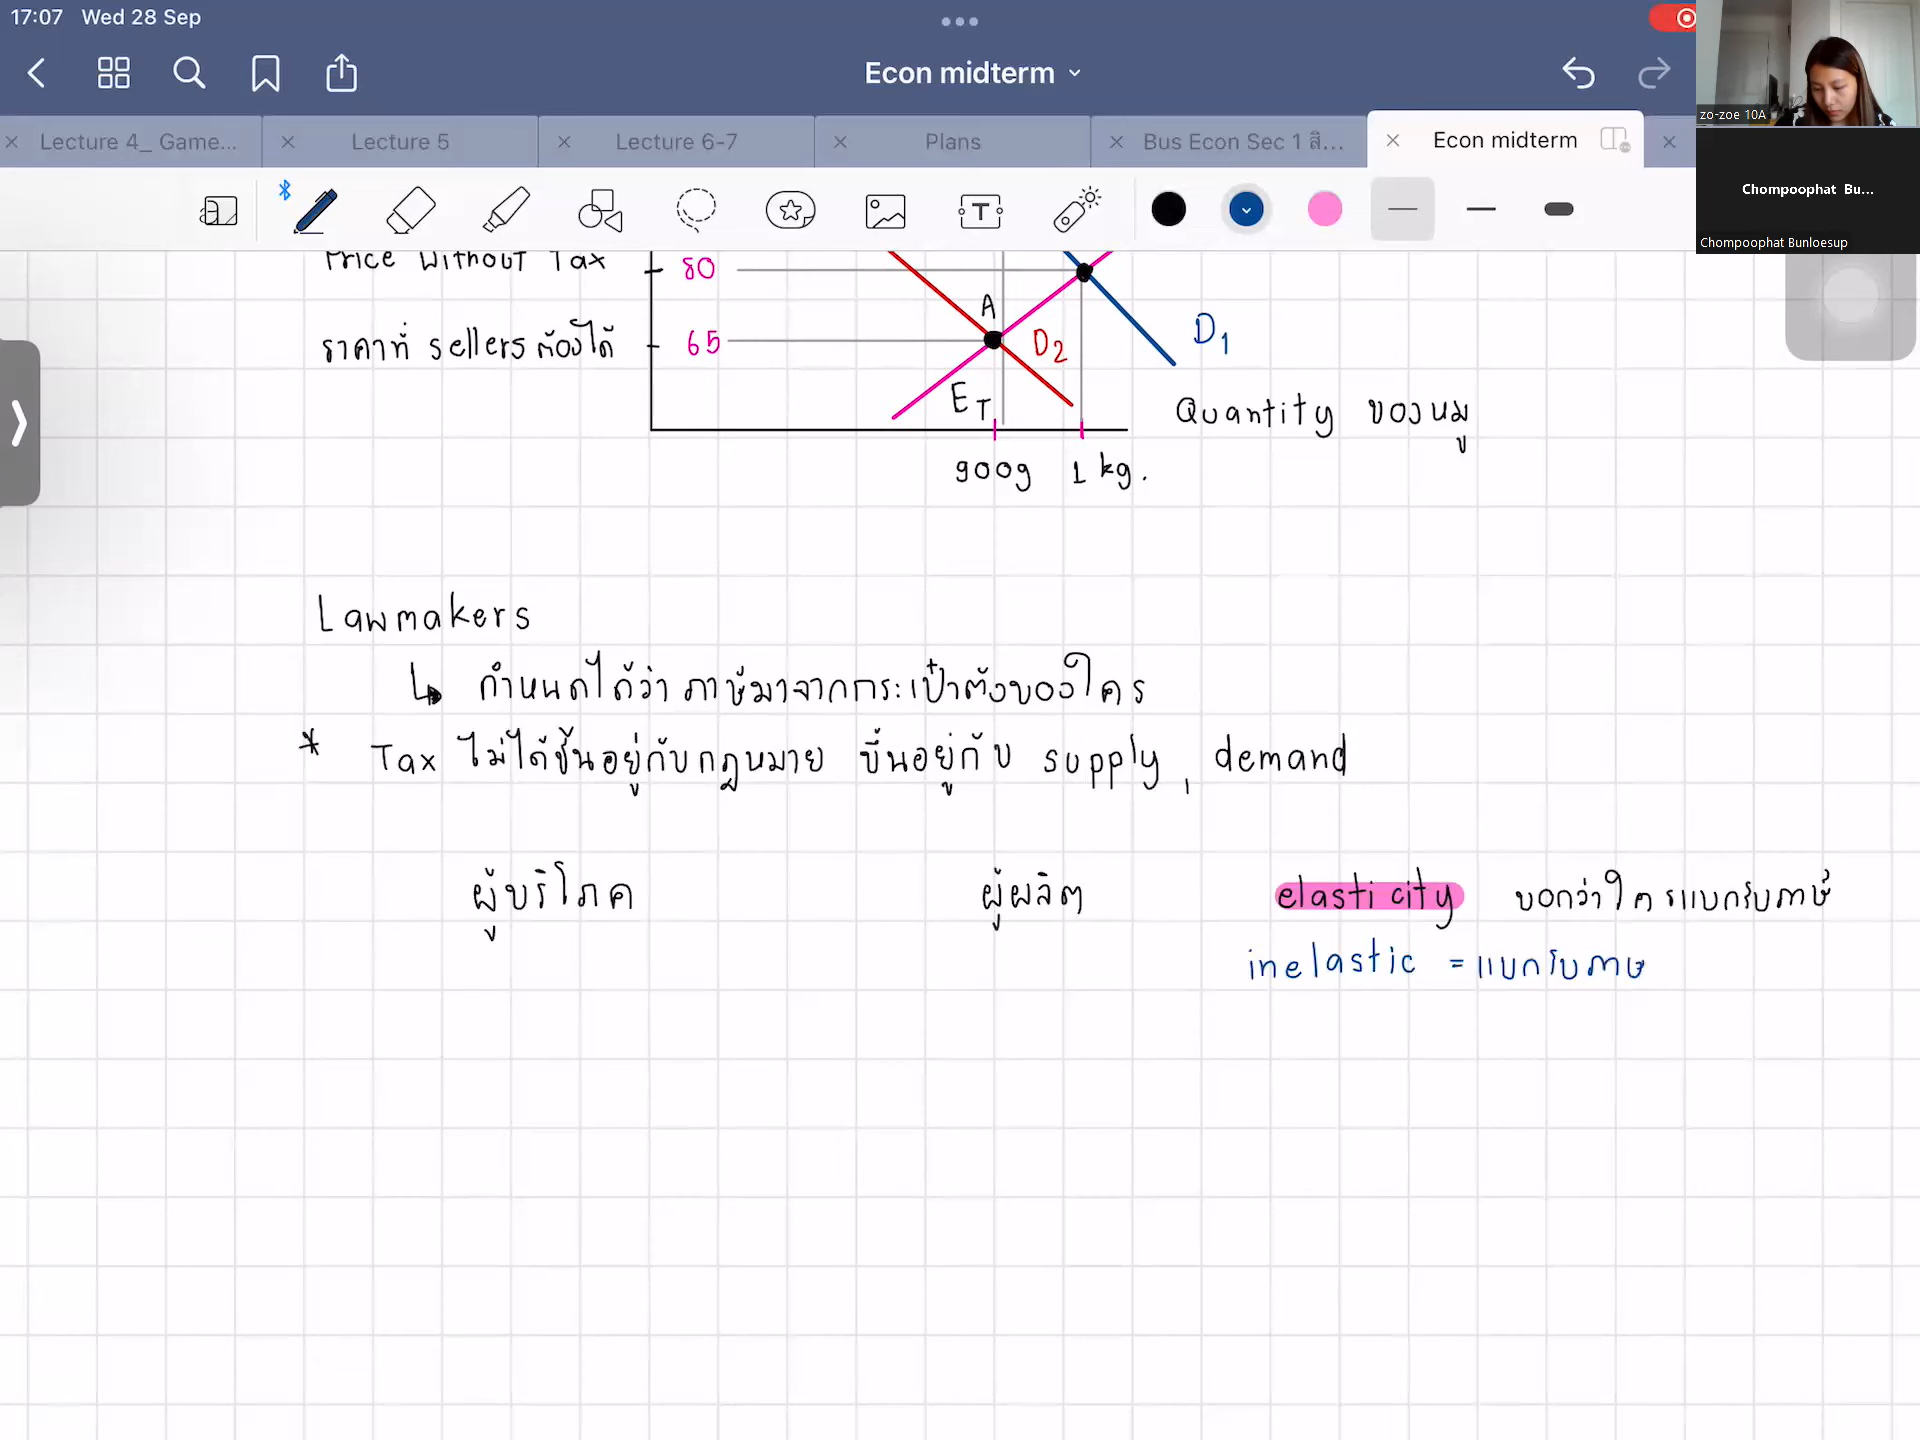 17:07 Wed 28 Sep
Econ midterm
Lecture 4_ Game...
Lecture 5
Lecture 6-7
Plans
Bus Econ Sec 1 สิ...
Econ midterm
zo-zoe 10A
Chompoophat Bu...
Chompoophat Bunloesup
Price Without Tax 80
A
ราคาที่ sellers ต้องได้ 65
D2
D1
ET
Quantity ของหมู
900g 1 kg.
Lawmakers
↳ กำหนดได้ว่า ภาษีมาจากกระเป๋าตังของใคร
* Tax ไม่ได้ขึ้นอยู่กับกฎหมาย ขึ้นอยู่กับ supply, demand
ผู้บริโภค ผู้ผลิต elasticity บอกว่าใครแบกรับภาษี
inelastic = แบกรับภาษ